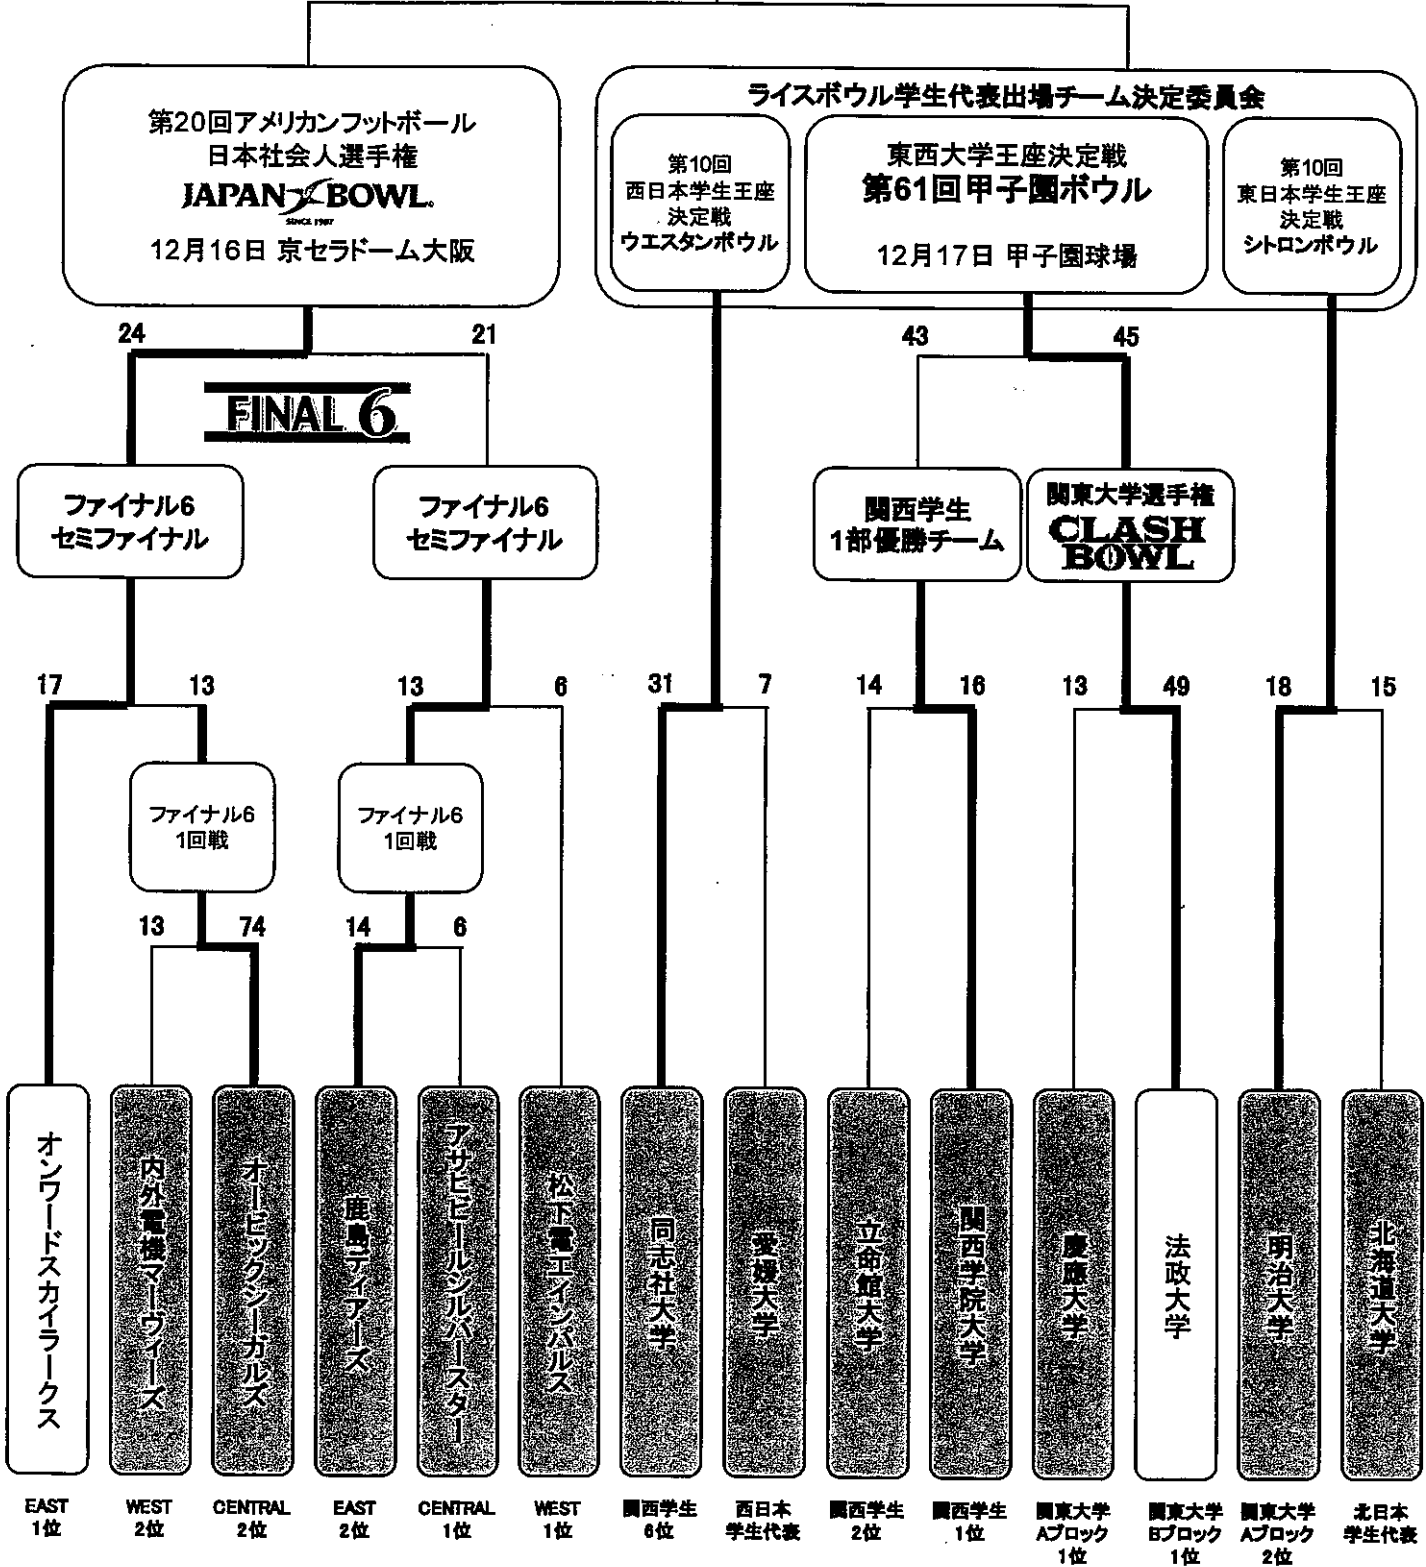 ライスボウル学生代表出場チーム決定委員会
第20回アメリカンフットボール
日本社会人選手権
JAPAN X BOWL
SINCE 1987
12月16日 京セラドーム大阪
第10回
西日本学生王座
決定戦
ウエスタンボウル
東西大学王座決定戦
第61回甲子園ボウル
12月17日 甲子園球場
第10回
東日本学生王座
決定戦
シトロンボウル
24
21
43
45
FINAL 6
ファイナル6
セミファイナル
ファイナル6
セミファイナル
関西学生
1部優勝チーム
関東大学選手権
CLASH
BOWL
17
13
13
6
31
7
14
16
13
49
18
15
ファイナル6
1回戦
ファイナル6
1回戦
13
74
14
6
オンワードスカイラークス
内外電機マーヴィーズ
オービックシーガルズ
鹿島ディアーズ
アサヒビールシルバースター
松下電工インパルス
同志社大学
愛媛大学
立命館大学
関西学院大学
慶應大学
法政大学
明治大学
北海道大学
EAST
1位
WEST
2位
CENTRAL
2位
EAST
2位
CENTRAL
1位
WEST
1位
関西学生
6位
西日本
学生代表
関西学生
2位
関西学生
1位
関東大学
Aブロック
1位
関東大学
Bブロック
1位
関東大学
Aブロック
2位
北日本
学生代表